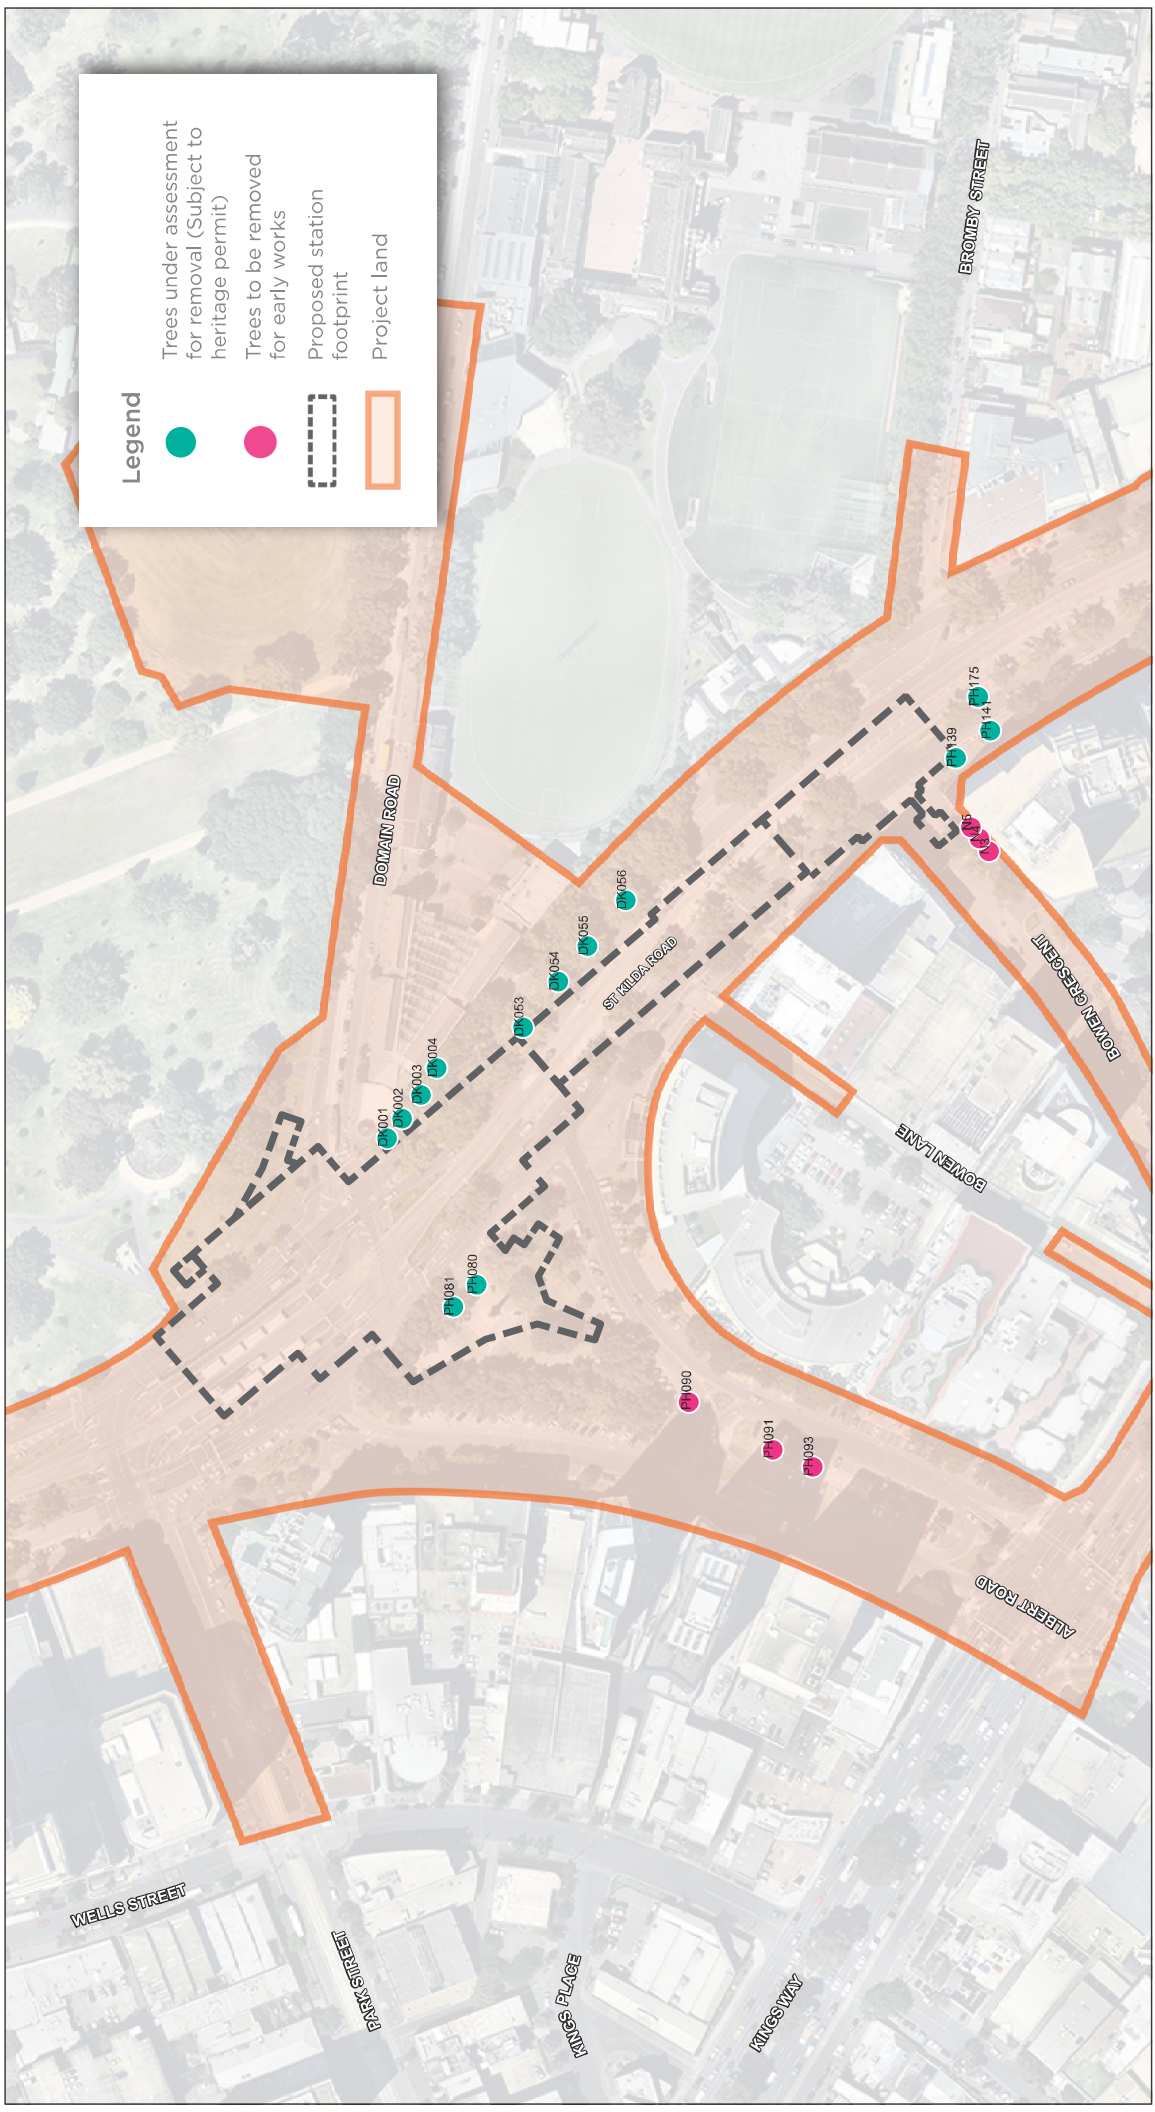 Legend
Trees under assessment
for removal (Subject to
heritage permit)
Trees to be removed
for early works
Proposed station
footprint
Project land
WELLS STREET
PARK STREET
KINGS PLACE
KINGS WAY
ALBERT ROAD
BOWEN LANE
BOWEN CRESCENT
ST KILDA ROAD
DOMAIN ROAD
BROMBY STREET
PH081
PH080
PH090
PH091
PH093
DK001
DK002
DK003
DK004
DK053
DK054
DK055
DK056
N3
N4
N5
PH139
PH141
PH175